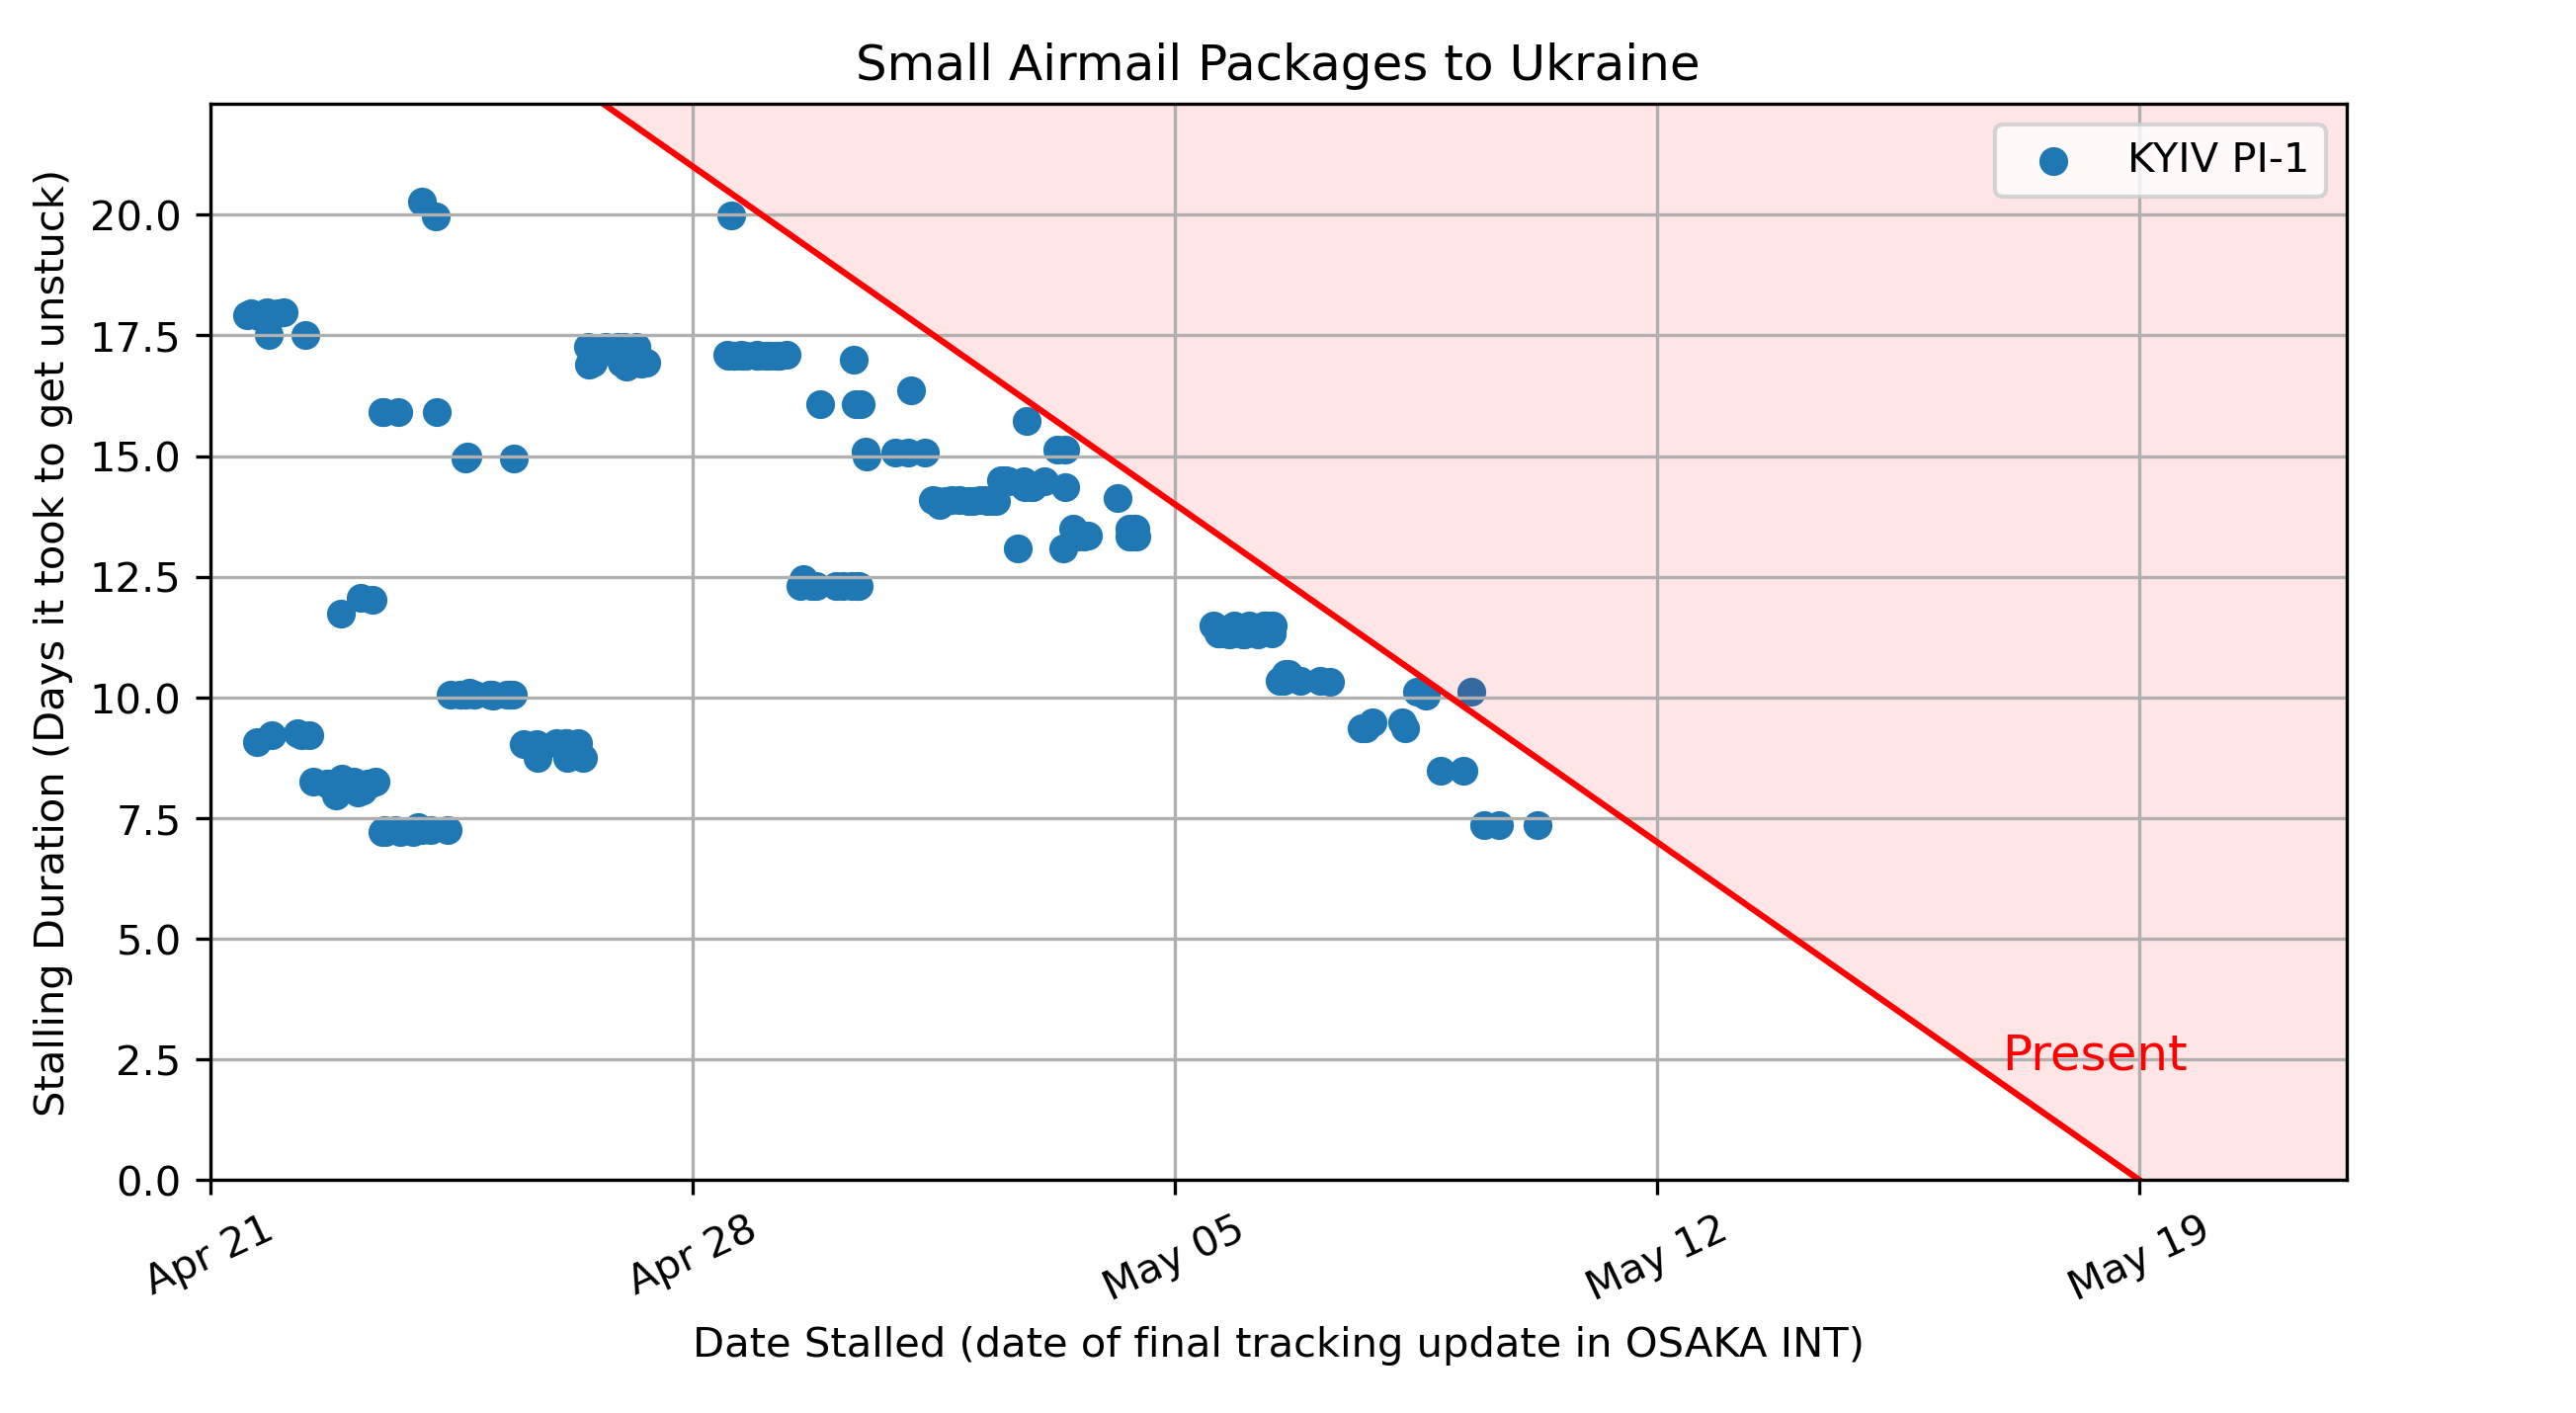 Small Airmail Packages to Ukraine
KYIV PI-1
Stalling Duration (Days it took to get unstuck)
20.0
17.5
15.0
12.5
10.0
7.5
5.0
2.5
0.0
Present
Apr 21
Apr 28
May 05
May 12
May 19
Date Stalled (date of final tracking update in OSAKA INT)